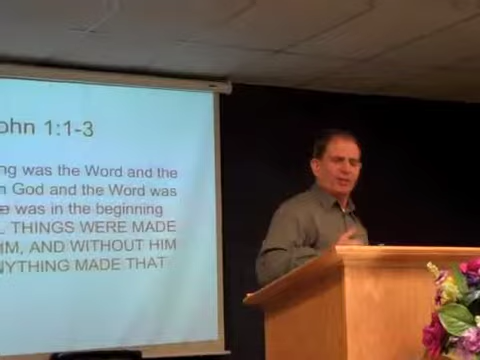 ohn 1:1-3
ng was the Word and the
h God and the Word was
e was in the beginning
THINGS WERE MADE
IM, AND WITHOUT HIM
NYTHING MADE THAT